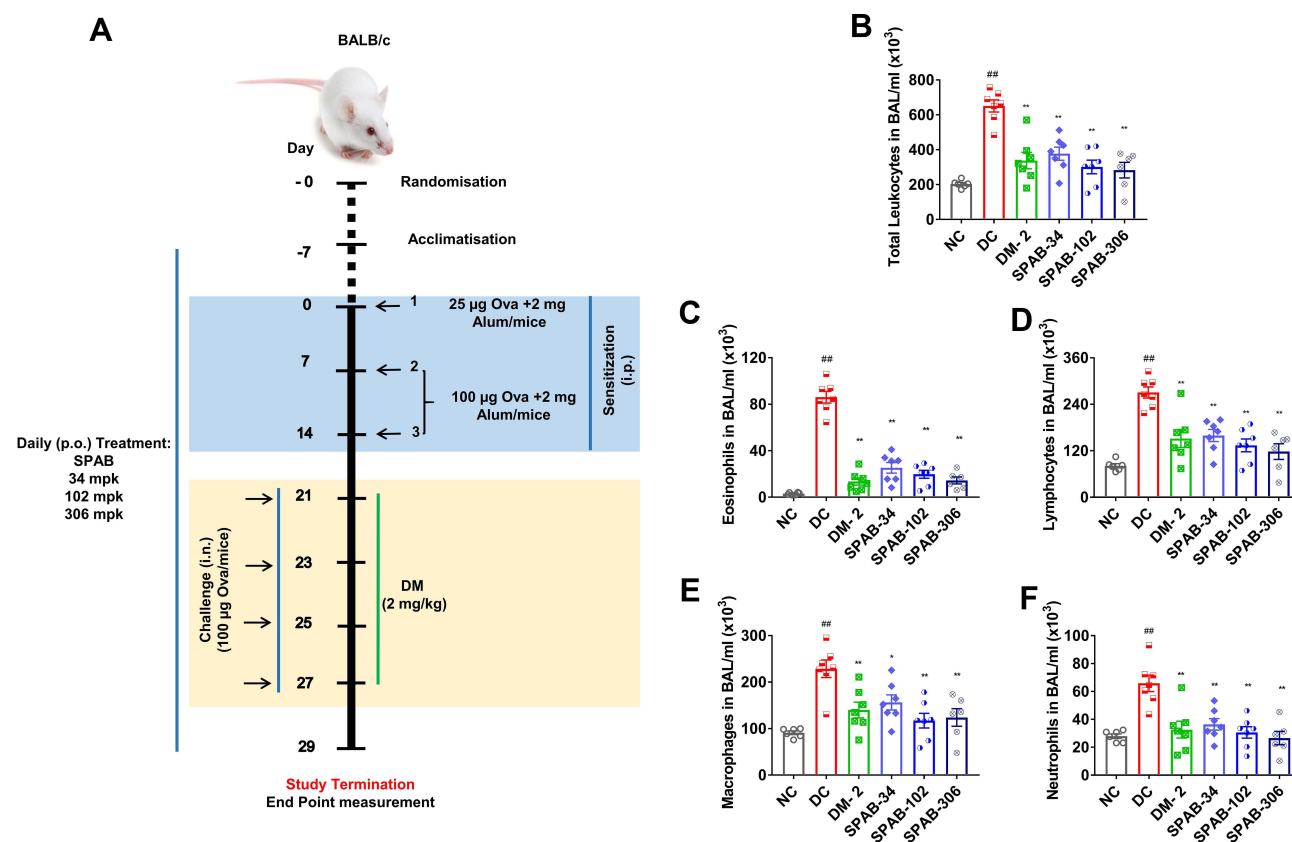 A
BALB/c
Day
- 0
Randomisation
-7
Acclimatisation
0
1
25 µg Ova +2 mg
Alum/mice
7
2
100 µg Ova +2 mg
Alum/mice
14
3
Sensitization
(i.p.)
Daily (p.o.) Treatment:
SPAB
34 mpk
102 mpk
306 mpk
Challenge (i.n.)
(100 µg Ova/mice)
21
23
25
27
DM
(2 mg/kg)
29
Study Termination
End Point measurement
B
Total Leukocytes in BAL/ml (x10³)
800
600
400
200
0
##
**
**
**
**
NC
DC
DM- 2
SPAB-34
SPAB-102
SPAB-306
C
Eosinophils in BAL/ml (x10³)
120
80
40
0
##
**
**
**
**
NC
DC
DM- 2
SPAB-34
SPAB-102
SPAB-306
D
Lymphocytes in BAL/ml (x10³)
360
240
120
0
##
**
**
**
**
NC
DC
DM- 2
SPAB-34
SPAB-102
SPAB-306
E
Macrophages in BAL/ml (x10³)
300
200
100
0
##
**
*
**
**
NC
DC
DM- 2
SPAB-34
SPAB-102
SPAB-306
F
Neutrophils in BAL/ml (x10³)
100
80
60
40
20
0
##
**
**
**
**
NC
DC
DM- 2
SPAB-34
SPAB-102
SPAB-306